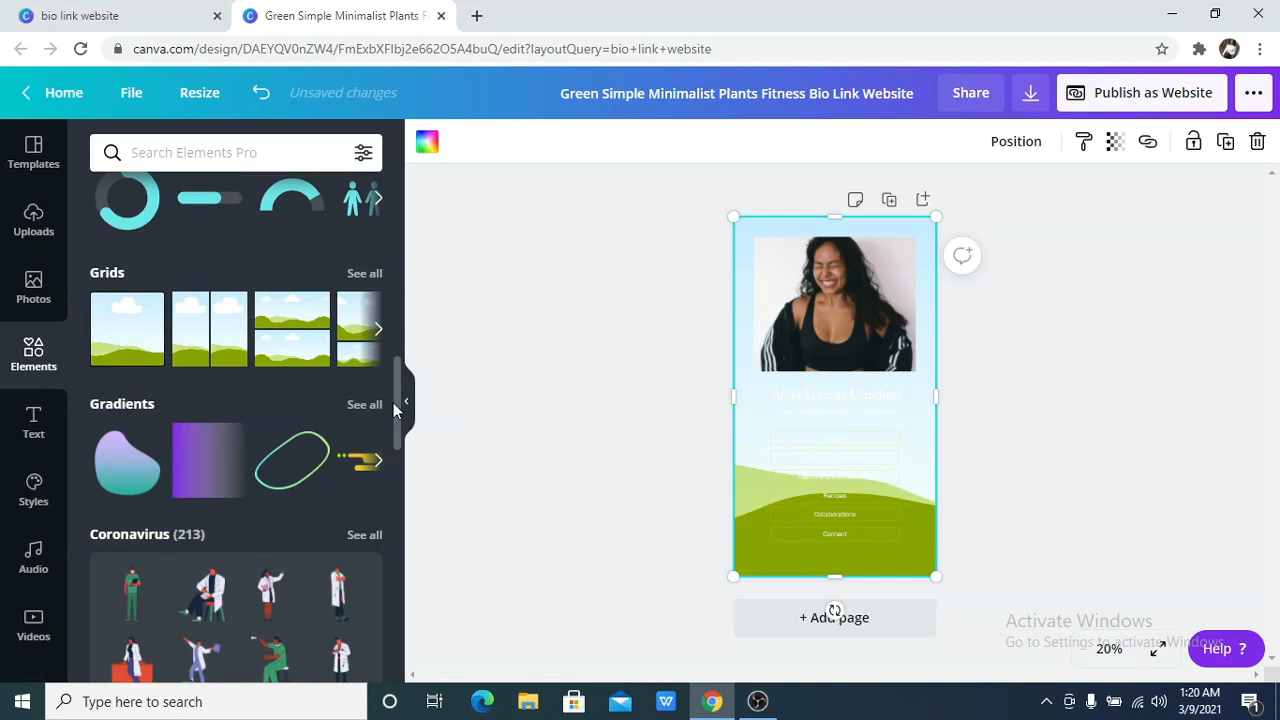 bio link website
Green Simple Minimalist Plants F
canva.com/design/DAEYQV0nZW4/FmExbXFlbj2e662O5A4buQ/edit?layoutQuery=bio+link+website
Home
File
Resize
Unsaved changes
Green Simple Minimalist Plants Fitness Bio Link Website
Share
Publish as Website
Templates
Uploads
Photos
Elements
Text
Styles
Audio
Videos
Search Elements Pro
Position
Grids
See all
Gradients
See all
Coronavirus (213)
See all
Recipes
Collaborations
Connect
+ Add page
Activate Windows
Go to Settings to activate Windows.
20%
Help ?
Type here to search
1:20 AM
3/9/2021
1